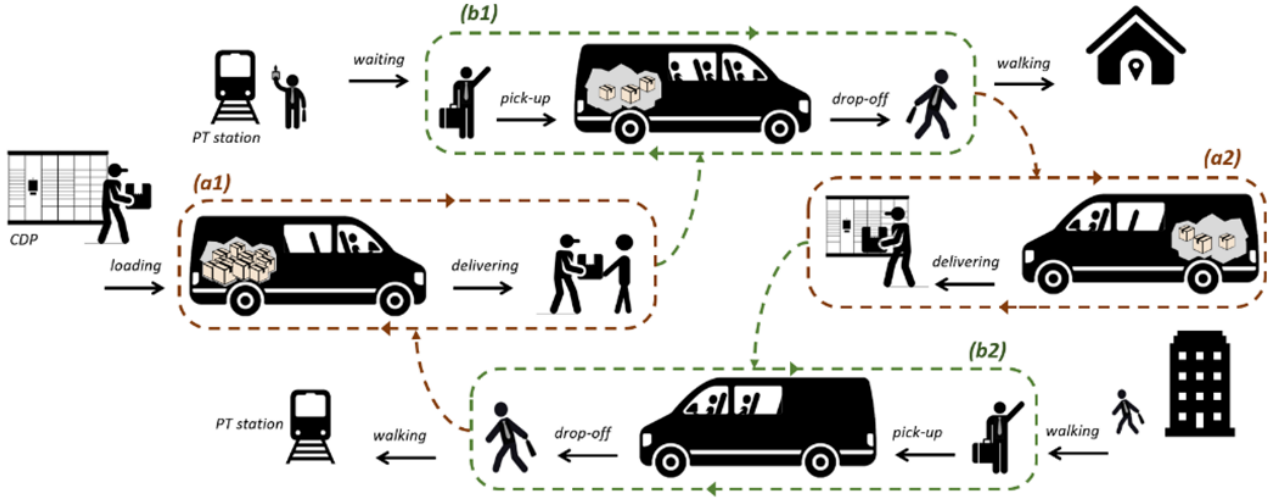 (b1)
waiting
walking
pick-up
drop-off
PT station
(a1)
(a2)
CDP
loading
delivering
delivering
(b2)
PT station
walking
drop-off
pick-up
walking